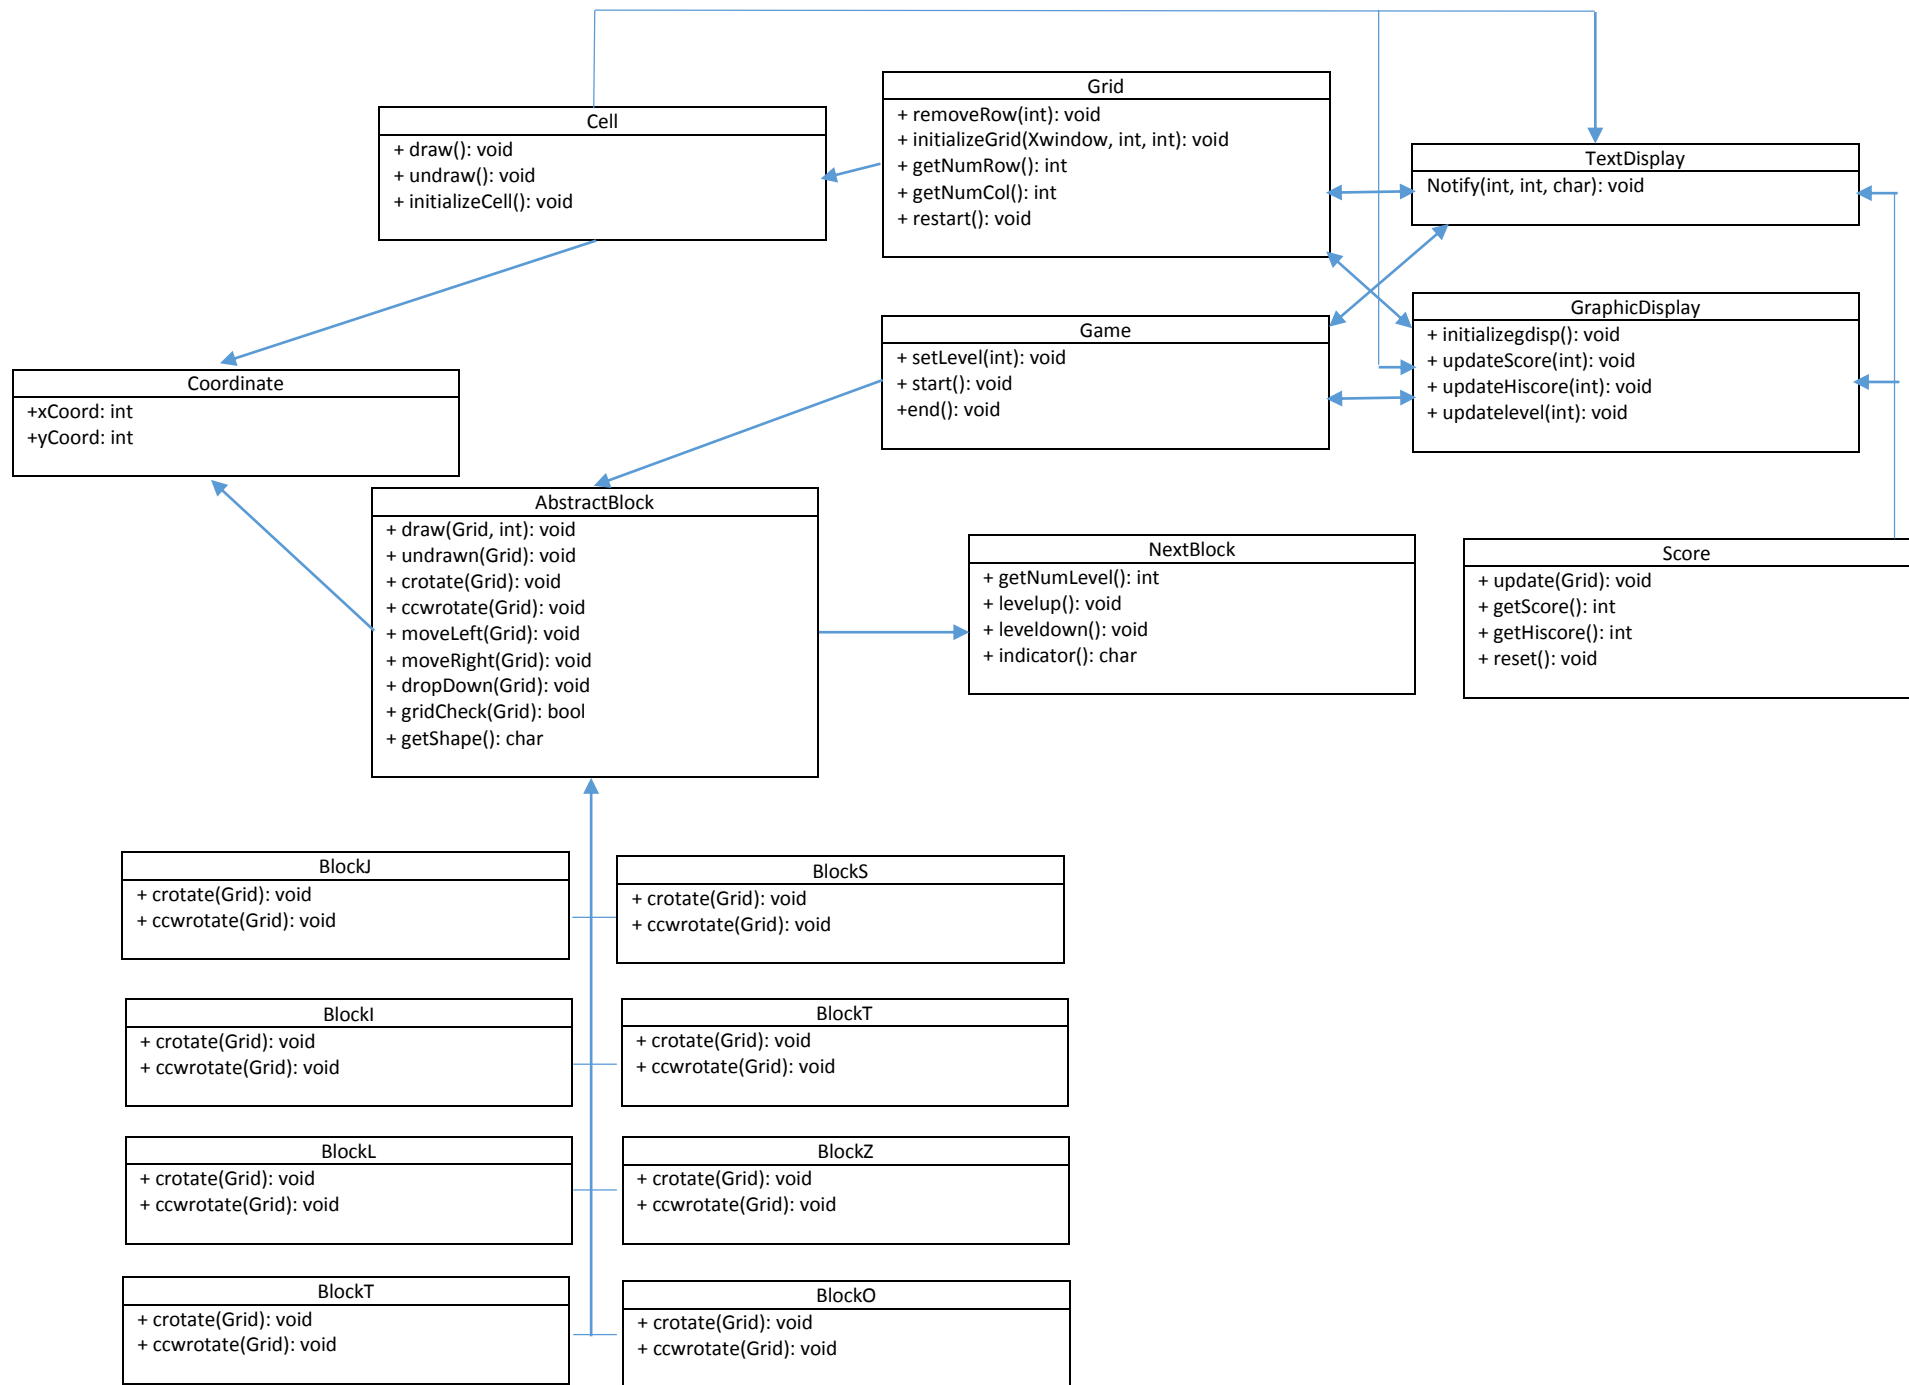 Cell
+ draw(): void
+ undraw(): void
+ initializeCell(): void
Grid
+ removeRow(int): void
+ initializeGrid(Xwindow, int, int): void
+ getNumRow(): int
+ getNumCol(): int
+ restart(): void
TextDisplay
Notify(int, int, char): void
GraphicDisplay
+ initializegdisp(): void
+ updateScore(int): void
+ updateHiscore(int): void
+ updatelevel(int): void
Game
+ setLevel(int): void
+ start(): void
+end(): void
Coordinate
+xCoord: int
+yCoord: int
AbstractBlock
+ draw(Grid, int): void
+ undrawn(Grid): void
+ crotate(Grid): void
+ ccwrotate(Grid): void
+ moveLeft(Grid): void
+ moveRight(Grid): void
+ dropDown(Grid): void
+ gridCheck(Grid): bool
+ getShape(): char
NextBlock
+ getNumLevel(): int
+ levelup(): void
+ leveldown(): void
+ indicator(): char
Score
+ update(Grid): void
+ getScore(): int
+ getHiscore(): int
+ reset(): void
BlockJ
+ crotate(Grid): void
+ ccwrotate(Grid): void
BlockS
+ crotate(Grid): void
+ ccwrotate(Grid): void
BlockI
+ crotate(Grid): void
+ ccwrotate(Grid): void
BlockT
+ crotate(Grid): void
+ ccwrotate(Grid): void
BlockL
+ crotate(Grid): void
+ ccwrotate(Grid): void
BlockZ
+ crotate(Grid): void
+ ccwrotate(Grid): void
BlockT
+ crotate(Grid): void
+ ccwrotate(Grid): void
BlockO
+ crotate(Grid): void
+ ccwrotate(Grid): void